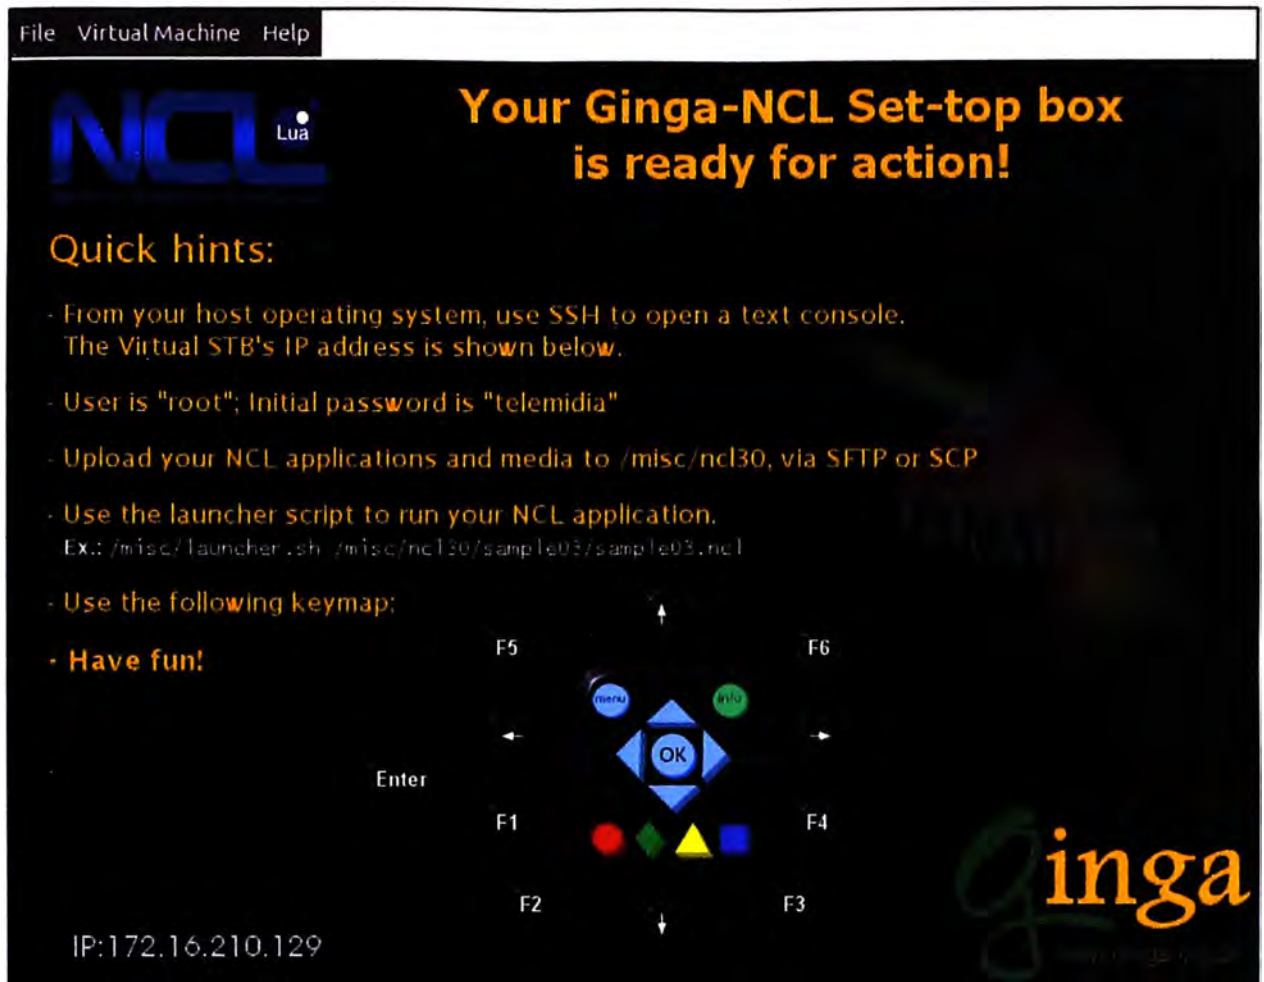 File Virtual Machine Help
NCL
Lua
Your Ginga-NCL Set-top box
is ready for action!
Quick hints:
- From your host operating system, use SSH to open a text console.
The Virtual STB's IP address is shown below.
- User is "root"; Initial password is "telemidia"
- Upload your NCL applications and media to /misc/ncl30, via SFTP or SCP
- Use the launcher script to run your NCL application.
Ex.: /misc/launcher.sh /misc/ncl30/sample03/sample03.ncl
- Use the following keymap:
- Have fun!
F5
F6
menu
info
OK
Enter
F1
F4
F2
F3
ginga
IP:172.16.210.129